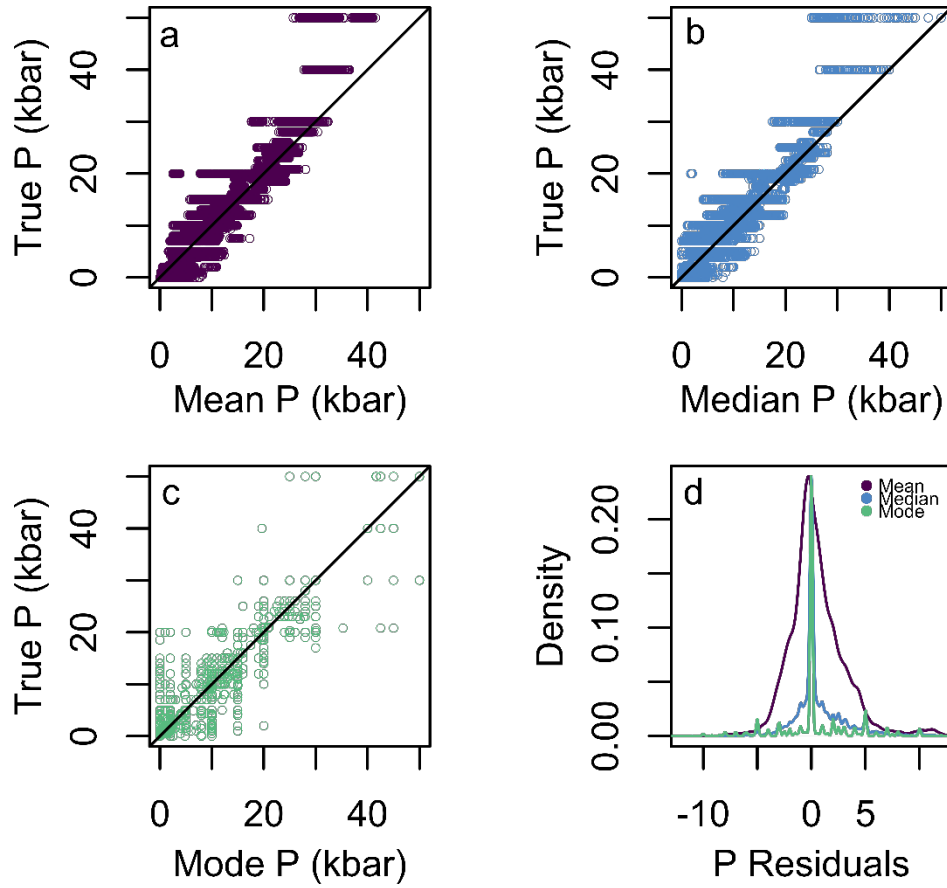 a
True P (kbar)
0 20 40
0 20 40
Mean P (kbar)
b
True P (kbar)
0 20 40
0 20 40
Median P (kbar)
c
True P (kbar)
0 20 40
0 20 40
Mode P (kbar)
d
Mean
Median
Mode
Density
0.00 0.10 0.20
-10 0 5
P Residuals